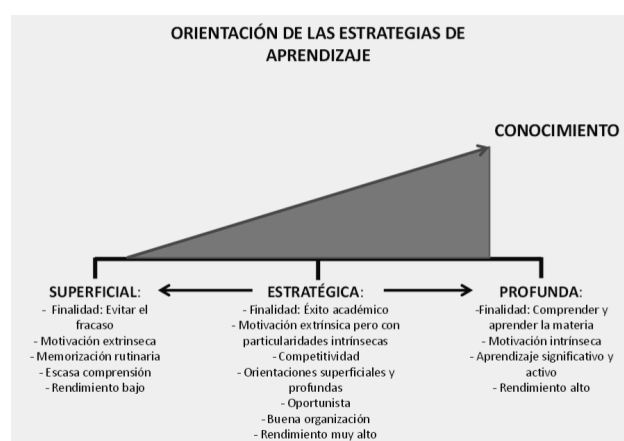 ORIENTACIÓN DE LAS ESTRATEGIAS DE
APRENDIZAJE
CONOCIMIENTO
SUPERFICIAL:
- Finalidad: Evitar el
fracaso
- Motivación extrinseca
- Memorización rutinaria
- Escasa comprensión
- Rendimiento bajo
ESTRATÉGICA:
- Finalidad: Éxito académico
- Motivación extrínsica pero con
particularidades intrínsecas
- Competitividad
- Orientaciones superficiales y
profundas
- Oportunista
- Buena organización
- Rendimiento muy alto
PROFUNDA:
-Finalidad: Comprender y
aprender la materia
- Motivación intrínseca
- Aprendizaje significativo y
activo
- Rendimiento alto